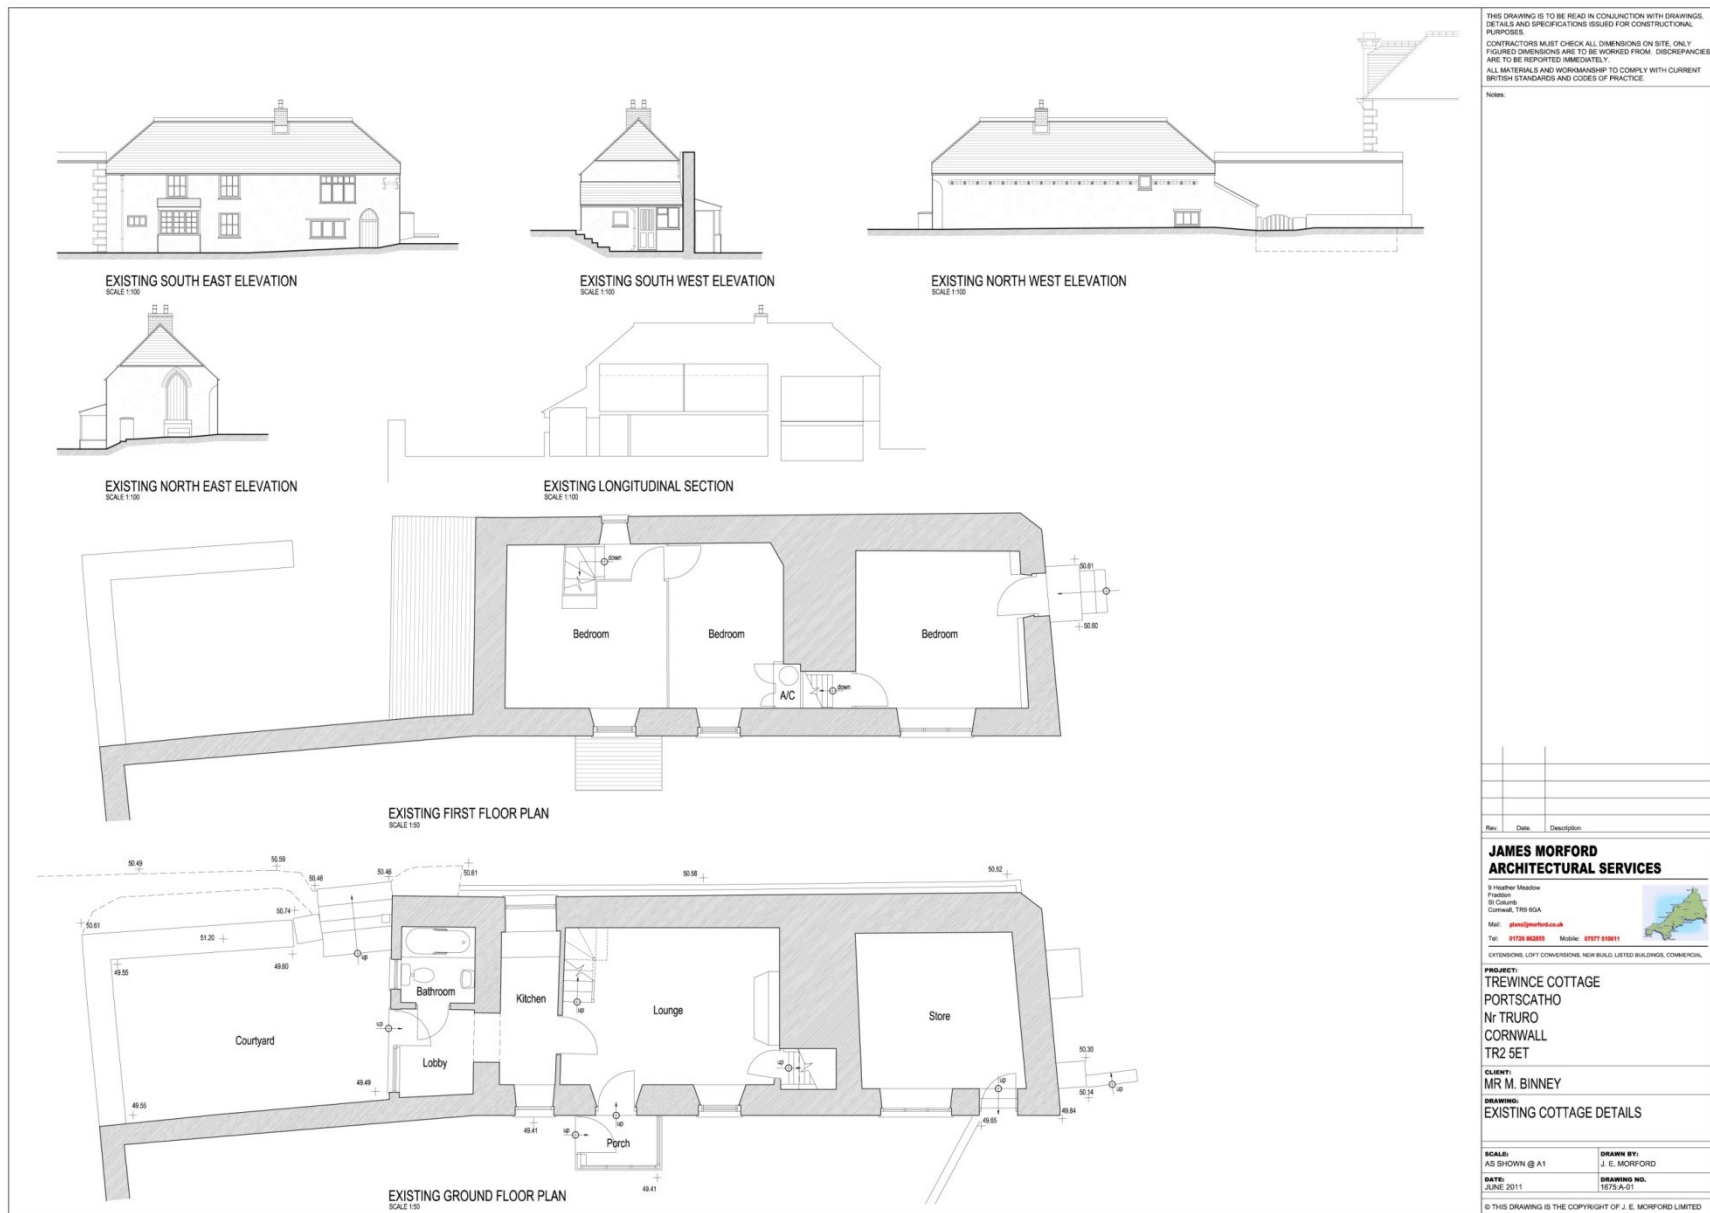 THIS DRAWING IS TO BE READ IN CONJUNCTION WITH DRAWINGS,
DETAILS AND SPECIFICATIONS ISSUED FOR CONSTRUCTIONAL
PURPOSES.
CONTRACTORS MUST CHECK ALL DIMENSIONS ON SITE, ONLY
FIGURED DIMENSIONS ARE TO BE WORKED FROM. DISCREPANCIES
ARE TO BE REPORTED IMMEDIATELY.
ALL MATERIALS AND WORKMANSHIP TO COMPLY WITH CURRENT
BRITISH STANDARDS AND CODES OF PRACTICE.
Notes:
EXISTING SOUTH EAST ELEVATION
SCALE 1:100
EXISTING SOUTH WEST ELEVATION
SCALE 1:100
EXISTING NORTH WEST ELEVATION
SCALE 1:100
EXISTING NORTH EAST ELEVATION
SCALE 1:100
EXISTING LONGITUDINAL SECTION
SCALE 1:100
down
50.61
Bedroom
Bedroom
Bedroom
50.60
A/C
down
EXISTING FIRST FLOOR PLAN
SCALE 1:50
50.49
50.59
50.46
50.46
50.61
50.58
50.52
50.61
50.74
51.20
49.55
49.60
up
Bathroom
Kitchen
up
Lounge
Store
up
Courtyard
Lobby
49.49
49.55
up
up
50.30
up
50.14
49.84
49.65
49.41
up
up
Porch
49.41
EXISTING GROUND FLOOR PLAN
SCALE 1:50
Rev. Date. Description
JAMES MORFORD
ARCHITECTURAL SERVICES
9 Heather Meadow
Fraddon
St Columb
Cornwall, TR9 6GA
Mail: plans@jmorford.co.uk
Tel: 01726 862855 Mobile: 07977 510611
EXTENSIONS, LOFT CONVERSIONS, NEW BUILD, LISTED BUILDINGS, COMMERCIAL.
PROJECT:
TREWINCE COTTAGE
PORTSCATHO
Nr TRURO
CORNWALL
TR2 5ET
CLIENT:
MR M. BINNEY
DRAWING:
EXISTING COTTAGE DETAILS
SCALE:
AS SHOWN @ A1
DRAWN BY:
J. E. MORFORD
DATE:
JUNE 2011
DRAWING NO.
1675:A-01
© THIS DRAWING IS THE COPYRIGHT OF J. E. MORFORD LIMITED